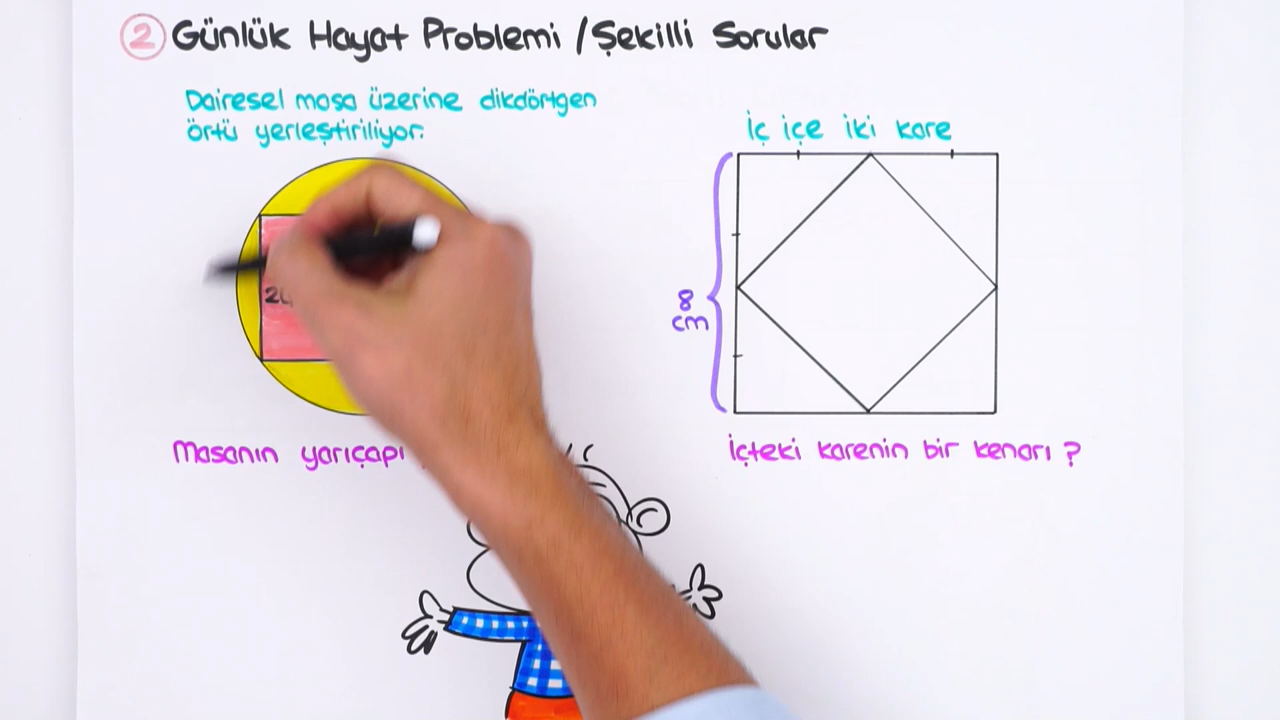 2 Günlük Hayat Problemi / Şekilli Sorular
Dairesel masa üzerine dikdörtgen
örtü yerleştiriliyor.
Masanın yarıçapı
İç içe iki kare
8
cm
İçteki karenin bir kenarı ?